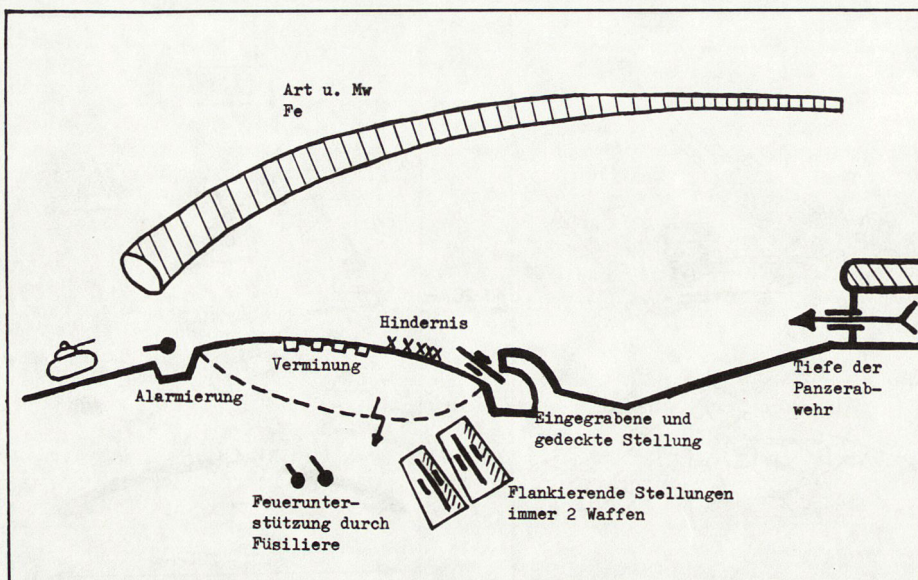 Art u. Mw
Fe
Hindernis
Verminung
Alarmierung
Tiefe der
Panzerab-
wehr
Eingegrabene und
gedeckte Stellung
Feuerunter-
stützung durch
Füsiliere
Flankierende Stellungen
immer 2 Waffen